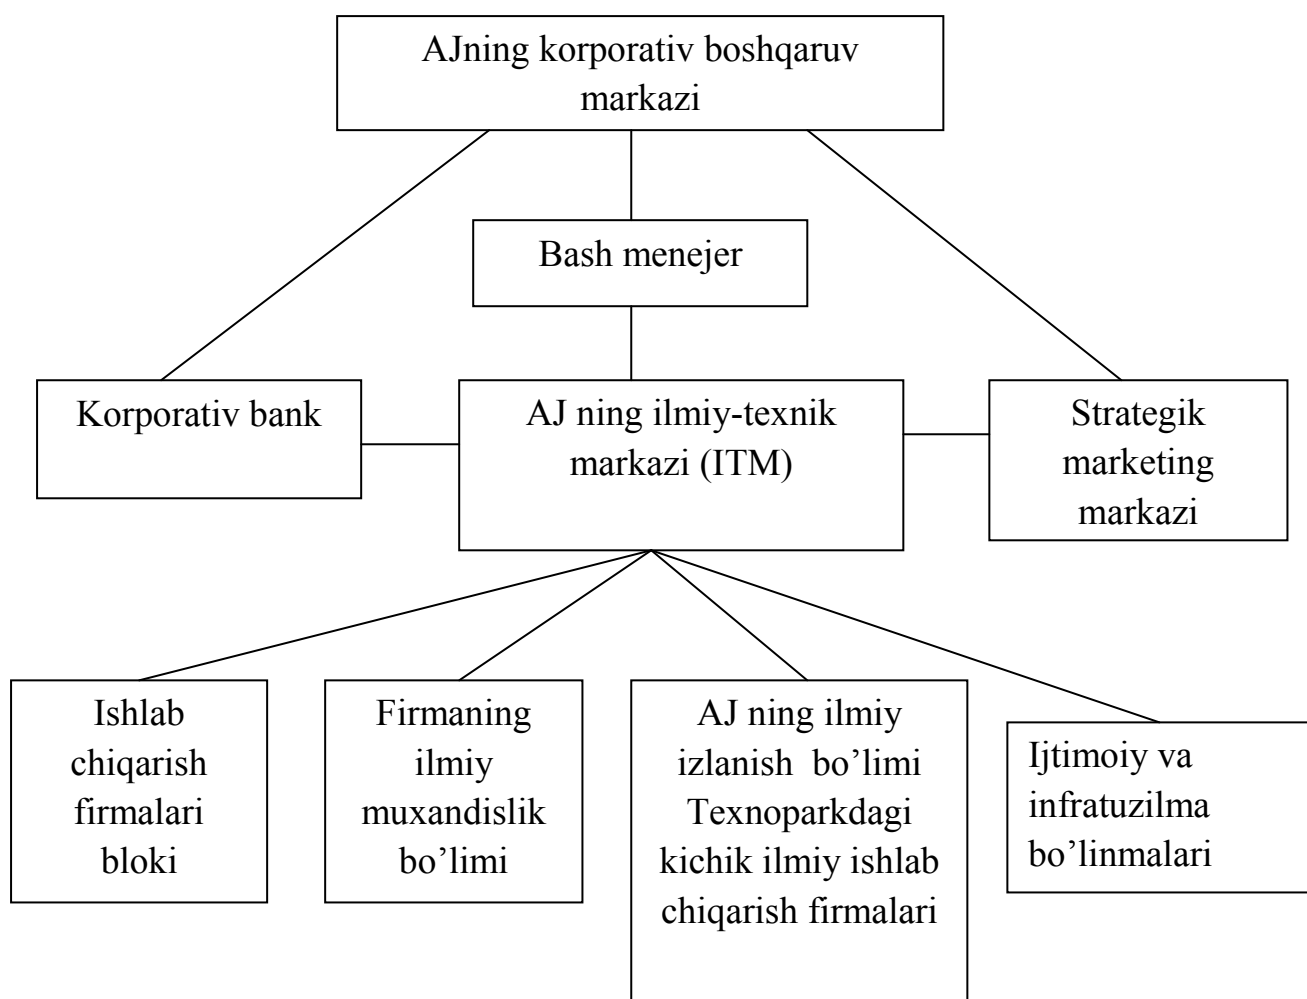 AJning korporativ boshqaruv
markazi
Bash menejer
Korporativ bank
AJ ning ilmiy-texnik
markazi (ITM)
Strategik
marketing
markazi
Ishlab
chiqarish
firmalari
bloki
Firmaning
ilmiy
muxandislik
bo’limi
AJ ning ilmiy
izlanish  bo’limi
Texnoparkdagi
kichik ilmiy ishlab
chiqarish firmalari
Ijtimoiy va
infratuzilma
bo’linmalari